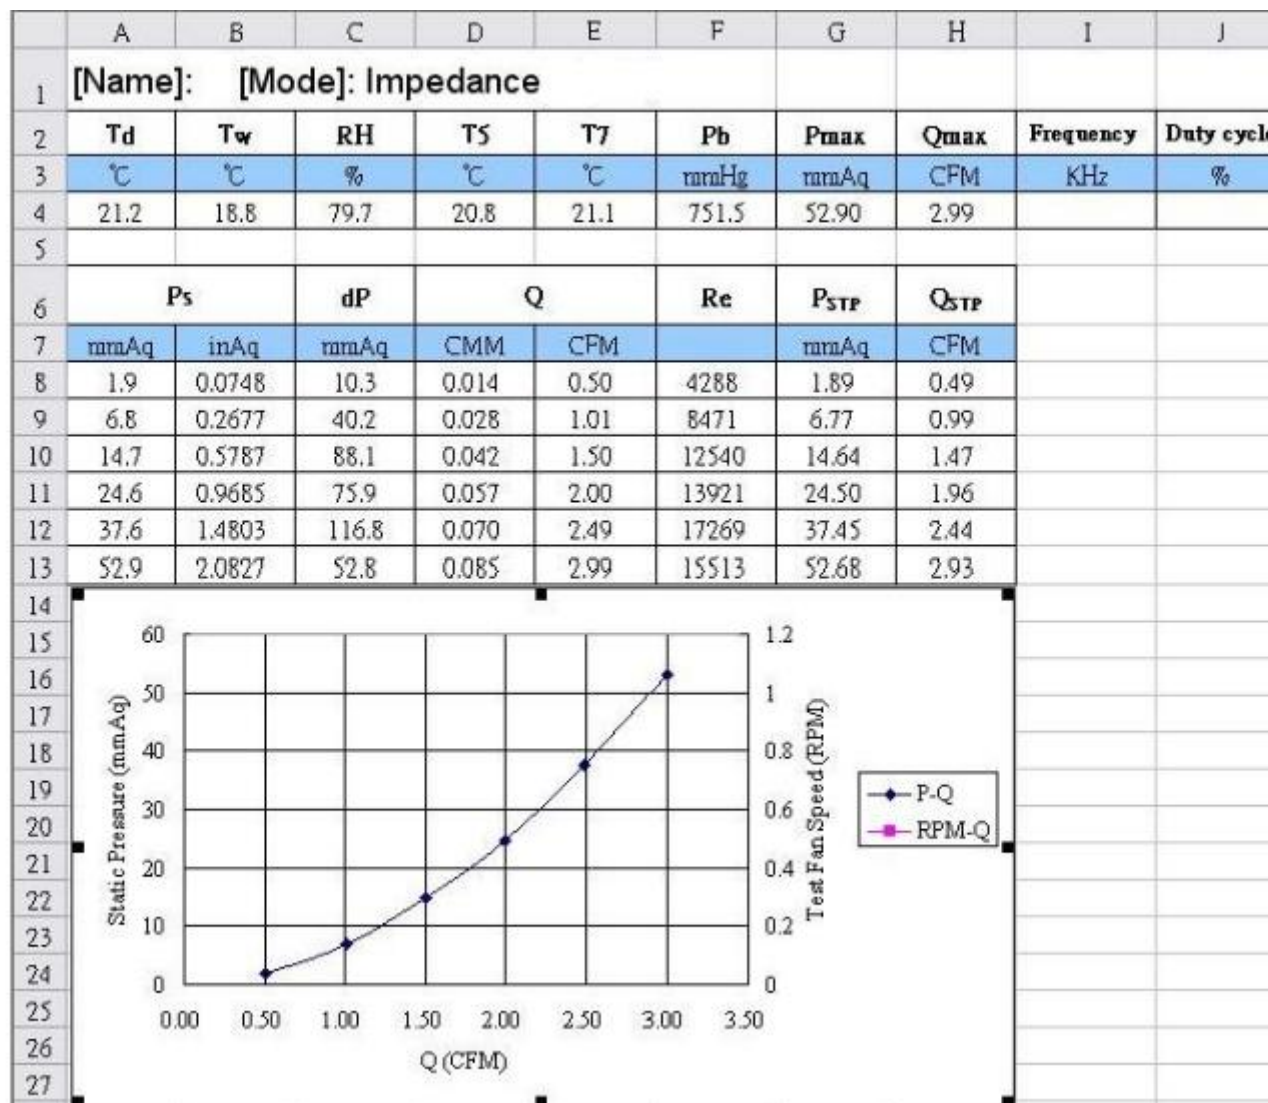 A B C D E F G H I J
1 [Name]: [Mode]: Impedance
2 Td Tw RH T5 T7 Pb Pmax Qmax Frequency Duty cycle
3 ℃ ℃ % ℃ ℃ mmHg mmAq CFM KHz %
4 21.2 18.8 79.7 20.8 21.1 751.5 52.90 2.99
5
6 Ps dP Q Re PSTP QSTP
7 mmAq inAq mmAq CMM CFM mmAq CFM
8 1.9 0.0748 10.3 0.014 0.50 4288 1.89 0.49
9 6.8 0.2677 40.2 0.028 1.01 8471 6.77 0.99
10 14.7 0.5787 88.1 0.042 1.50 12540 14.64 1.47
11 24.6 0.9685 75.9 0.057 2.00 13921 24.50 1.96
12 37.6 1.4803 116.8 0.070 2.49 17269 37.45 2.44
13 52.9 2.0827 52.8 0.085 2.99 15513 52.68 2.93
14
15
16
17
18
19
20
21
22
23
24
25
26
27
Static Pressure (mmAq)
60
50
40
30
20
10
0
0.00 0.50 1.00 1.50 2.00 2.50 3.00 3.50
Q (CFM)
1.2
1
0.8
0.6
0.4
0.2
0
Test Fan Speed (RPM)
P-Q
RPM-Q